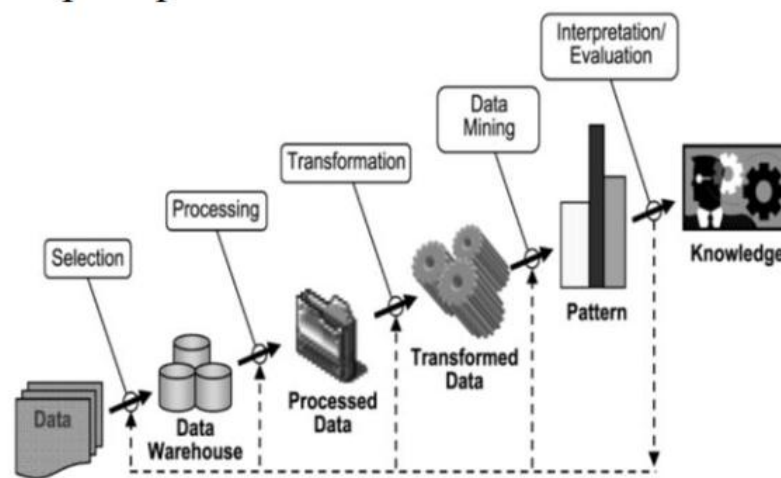 Interpretation/
Evaluation
Data
Mining
Transformation
Processing
Selection
Knowledge
Pattern
Transformed
Data
Processed
Data
Data
Warehouse
Data